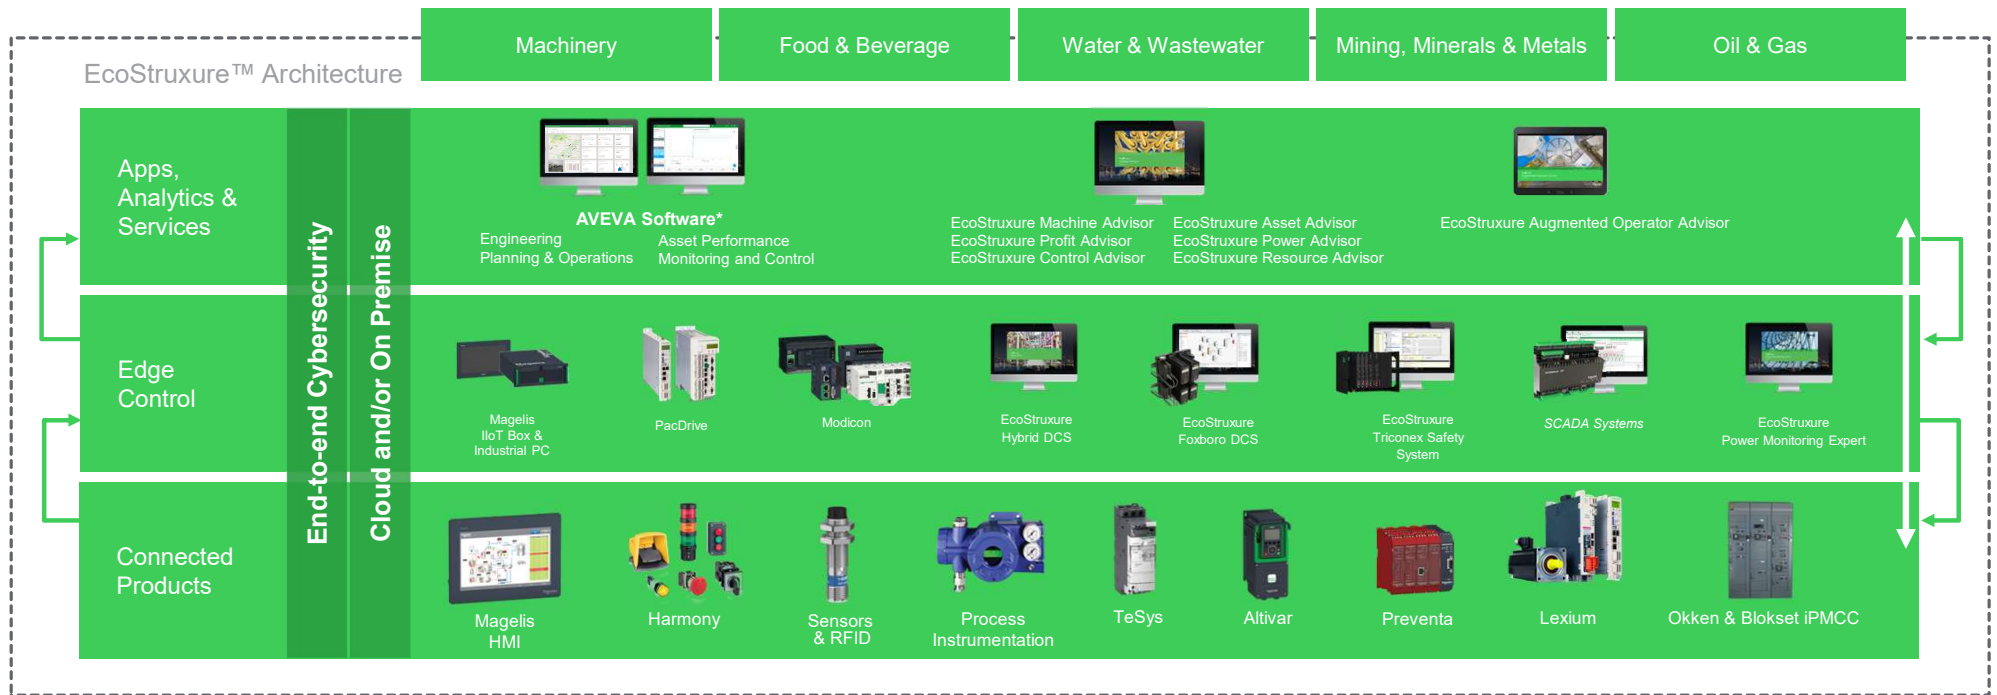 Machinery
Food & Beverage
Water & Wastewater
Mining, Minerals & Metals
Oil & Gas
EcoStruxure™ Architecture
Apps,
Analytics &
Services
End-to-end Cybersecurity
Cloud and/or On Premise
AVEVA Software*
Engineering
Planning & Operations
Asset Performance
Monitoring and Control
EcoStruxure Machine Advisor
EcoStruxure Profit Advisor
EcoStruxure Control Advisor
EcoStruxure Asset Advisor
EcoStruxure Power Advisor
EcoStruxure Resource Advisor
EcoStruxure Augmented Operator Advisor
Edge
Control
Magelis
IIoT Box &
Industrial PC
PacDrive
Modicon
EcoStruxure
Hybrid DCS
EcoStruxure
Foxboro DCS
EcoStruxure
Triconex Safety
System
SCADA Systems
EcoStruxure
Power Monitoring Expert
Connected
Products
Magelis
HMI
Harmony
Sensors
& RFID
Process
Instrumentation
TeSys
Altivar
Preventa
Lexium
Okken & Blokset iPMCC